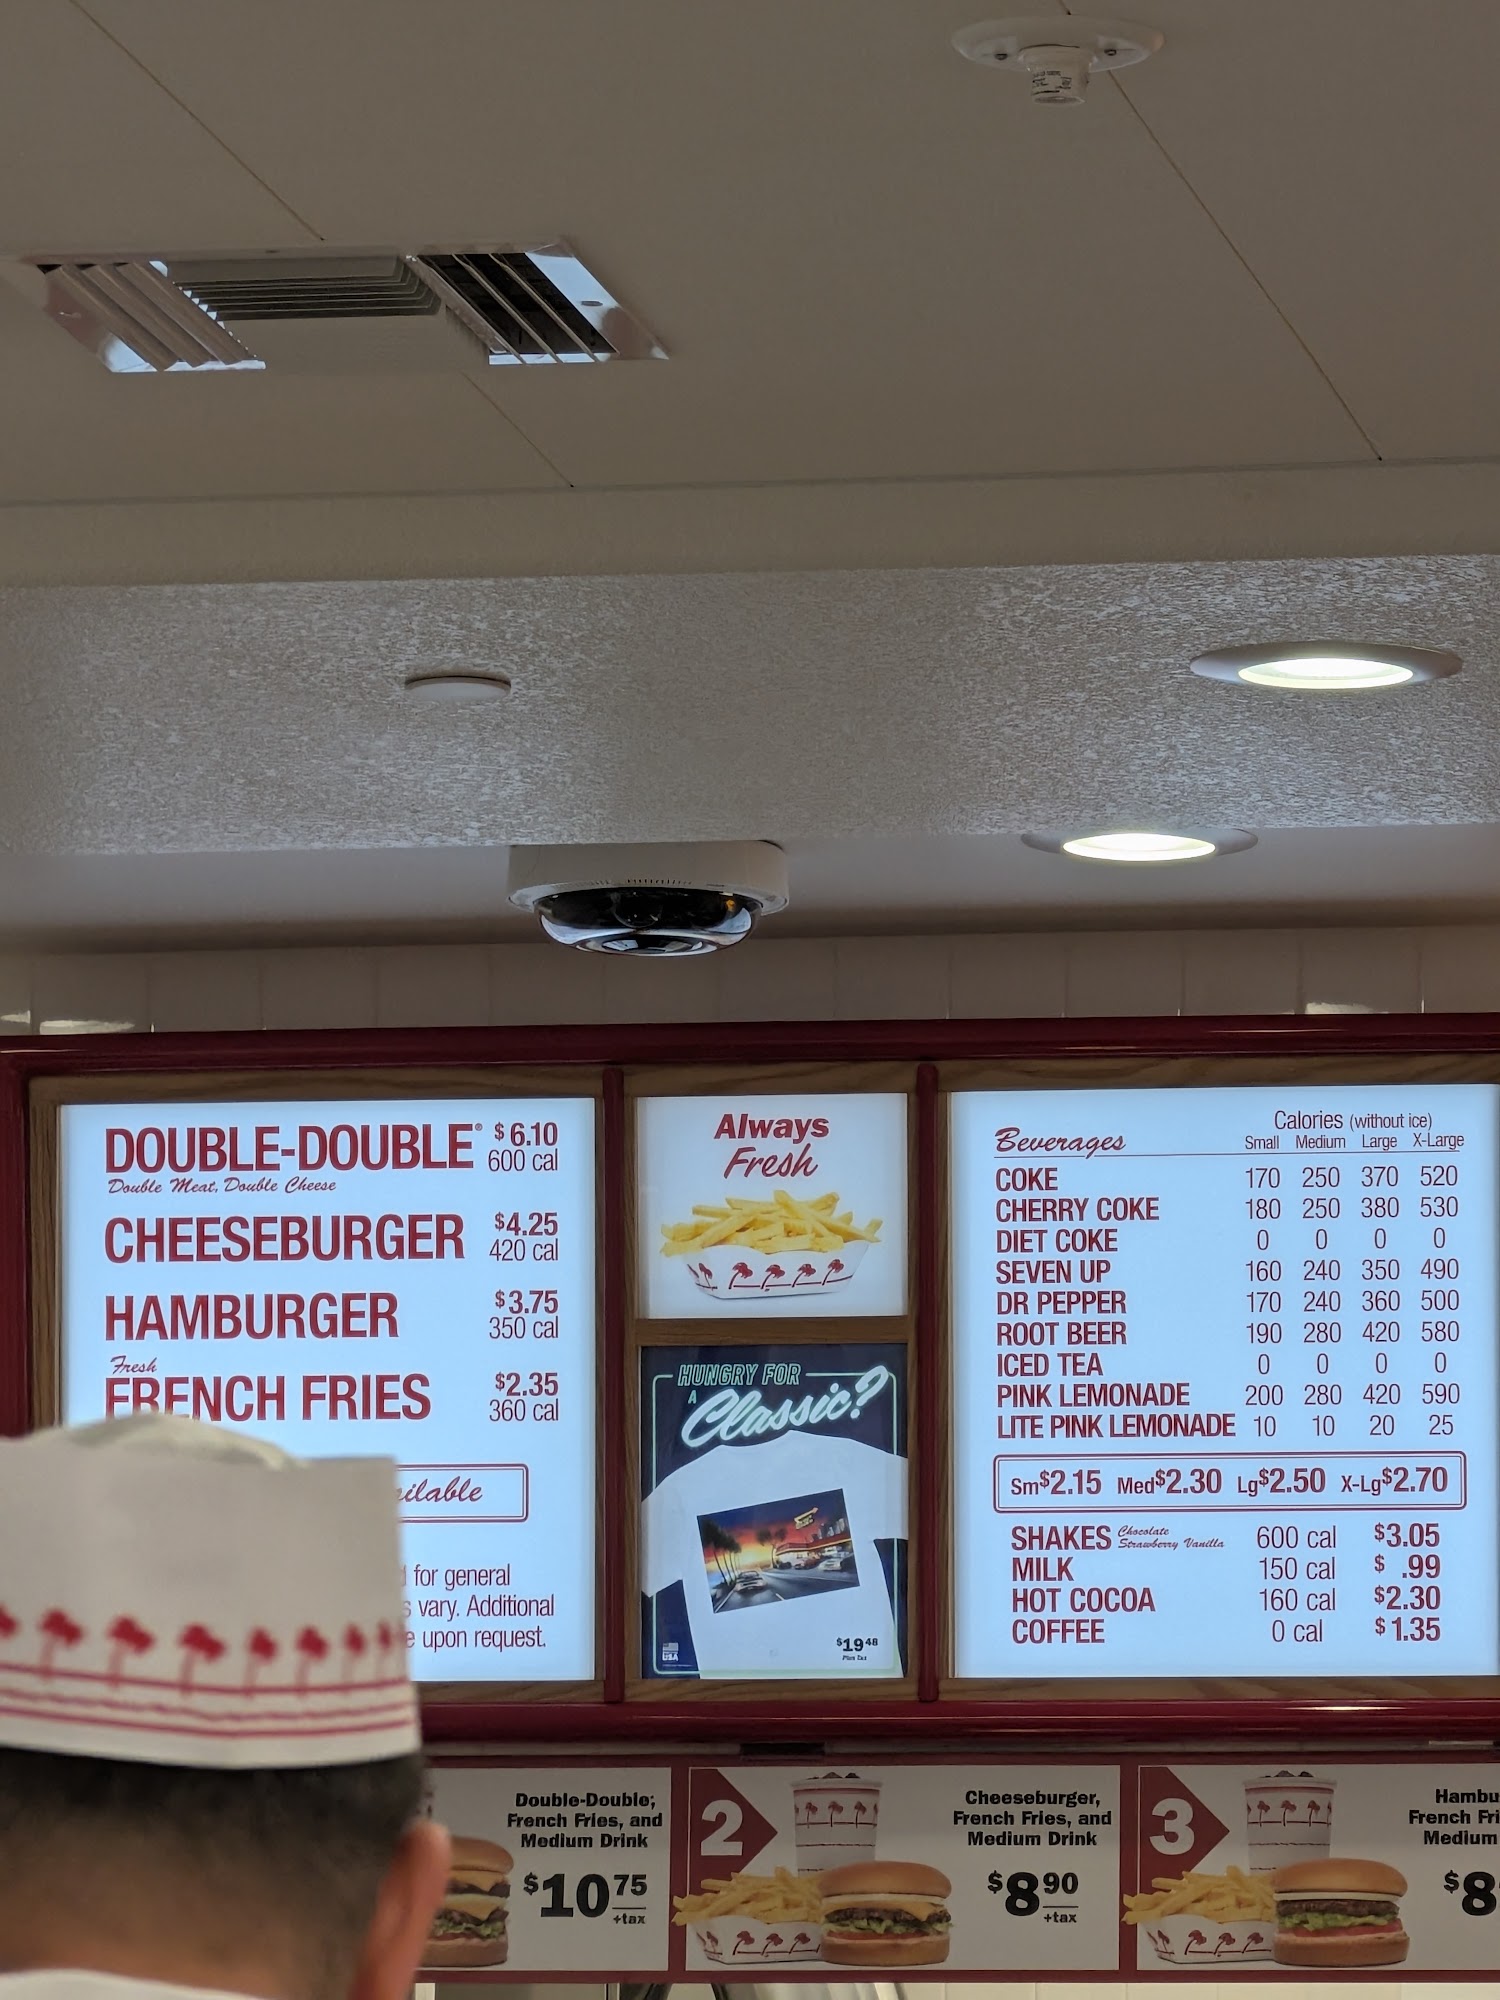 DOUBLE-DOUBLE® $6.10
600 cal
Double Meat, Double Cheese
CHEESEBURGER $4.25
420 cal
HAMBURGER $3.75
350 cal
Fresh
FRENCH FRIES $2.35
360 cal
for general
vary. Additional
upon request.
Always
Fresh
HUNGRY FOR
A
Classic?
USA
$19 48
Plus tax
Calories (without ice)
Beverages Small Medium Large X-Large
COKE 170 250 370 520
CHERRY COKE 180 250 380 530
DIET COKE 0 0 0 0
SEVEN UP 160 240 350 490
DR PEPPER 170 240 360 500
ROOT BEER 190 280 420 580
ICED TEA 0 0 0 0
PINK LEMONADE 200 280 420 590
LITE PINK LEMONADE 10 10 20 25
Sm$2.15 Med$2.30 Lg$2.50 X-Lg$2.70
SHAKES Chocolate Strawberry Vanilla 600 cal $3.05
MILK 150 cal $ .99
HOT COCOA 160 cal $2.30
COFFEE 0 cal $1.35
Double-Double;
French Fries, and
Medium Drink
$10 75
+tax
2
Cheeseburger,
French Fries, and
Medium Drink
$8 90
+tax
3
Hambu
French Fri
Medium
$8